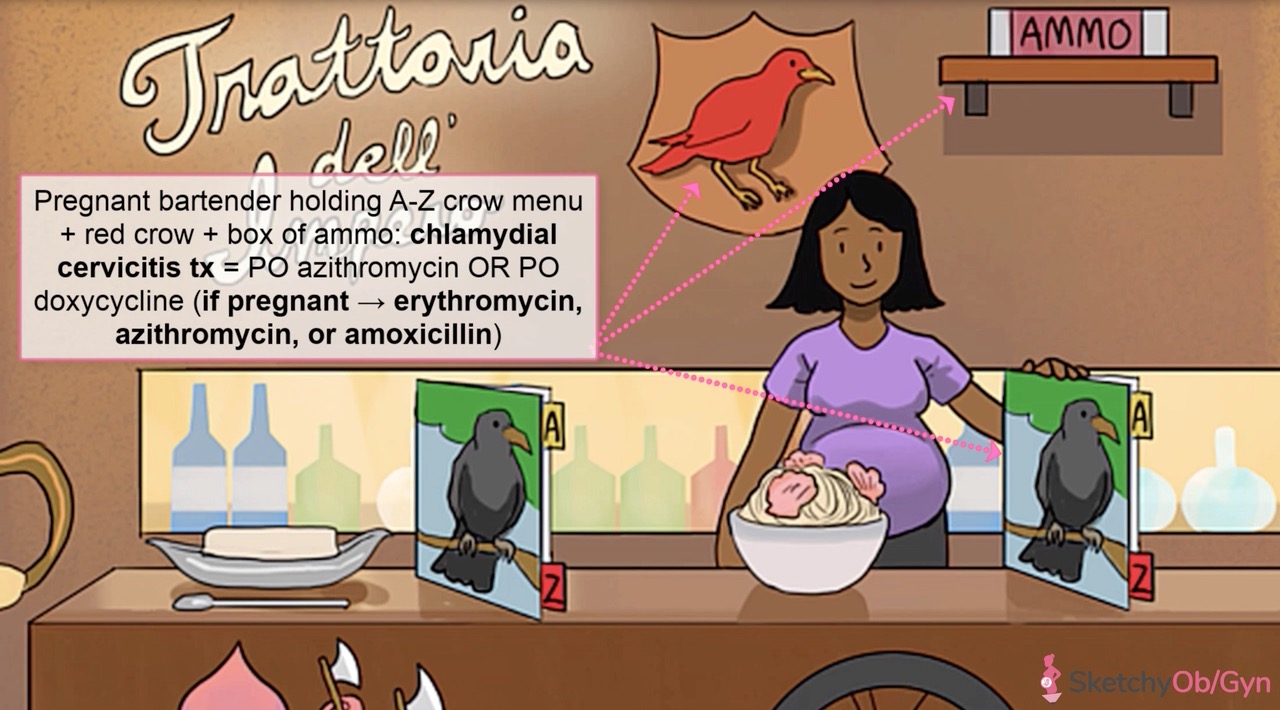 Trattoria
dell'
Impero
AMMO
Pregnant bartender holding A-Z crow menu
+ red crow + box of ammo: chlamydial
cervicitis tx = PO azithromycin OR PO
doxycycline (if pregnant → erythromycin,
azithromycin, or amoxicillin)
A
Z
A
Z
SketchyOb/Gyn